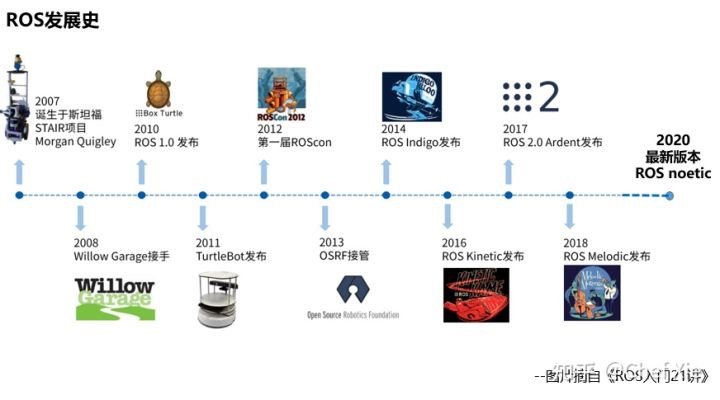 ROS发展史
2007
诞生于斯坦福
STAIR项目
Morgan Quigley
Box Turtle
2010
ROS 1.0 发布
ROSCon 2012
2012
第一届ROScon
INDIGO
IGLOO
2014
ROS Indigo发布
2
2017
ROS 2.0 Ardent发布
2020
最新版本
ROS noetic
2008
Willow Garage接手
Willow
Garage
2011
TurtleBot发布
2013
OSRF接管
Open Source Robotics Foundation
2016
ROS Kinetic发布
KINETIC
KAME
2018
ROS Melodic发布
Melodic
Morenia
知乎 @Chef Xie
--图片摘自《ROS入门21讲》